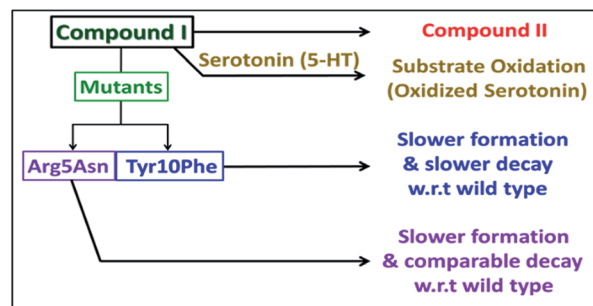 Compound I
Compound II
Serotonin (5-HT)
Substrate Oxidation
(Oxidized Serotonin)
Mutants
Arg5Asn
Tyr10Phe
Slower formation
& slower decay
w.r.t wild type
Slower formation
& comparable decay
w.r.t wild type